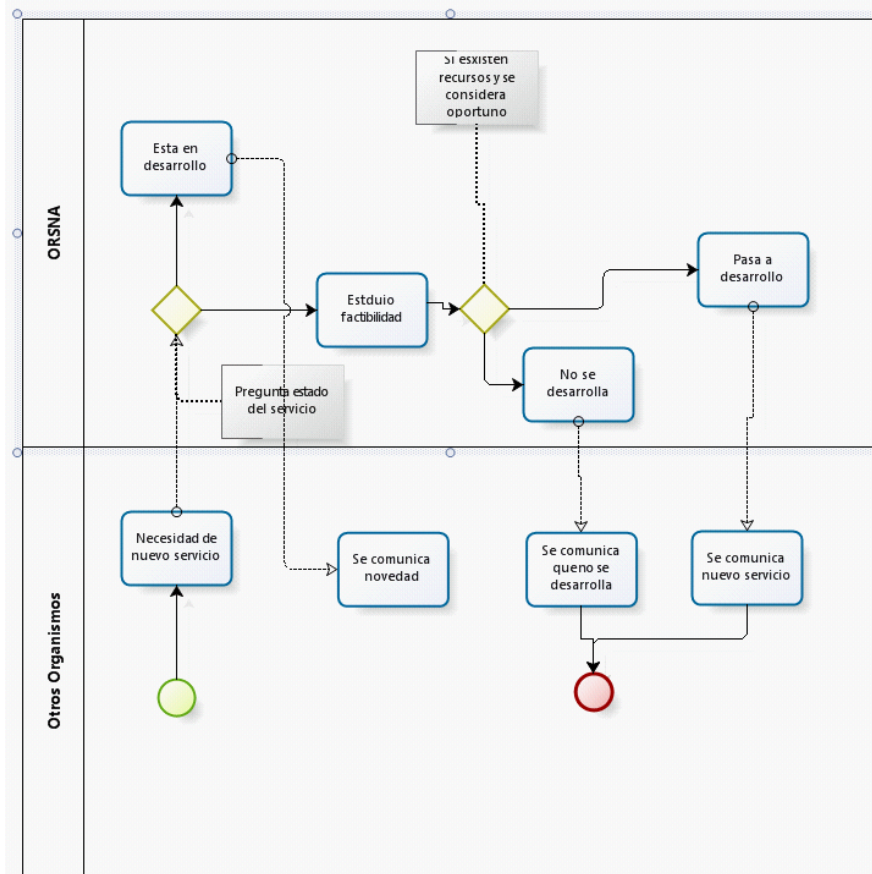 ORSNA
Si esxisten
recursos y se
considera
oportuno
Esta en
desarrollo
Pasa a
desarrollo
Estduio
factibilidad
No se
desarrolla
Pregunta estado
del servicio
Otros Organismos
Necesidad de
nuevo servicio
Se comunica
novedad
Se comunica
queno se
desarrolla
Se comunica
nuevo servicio